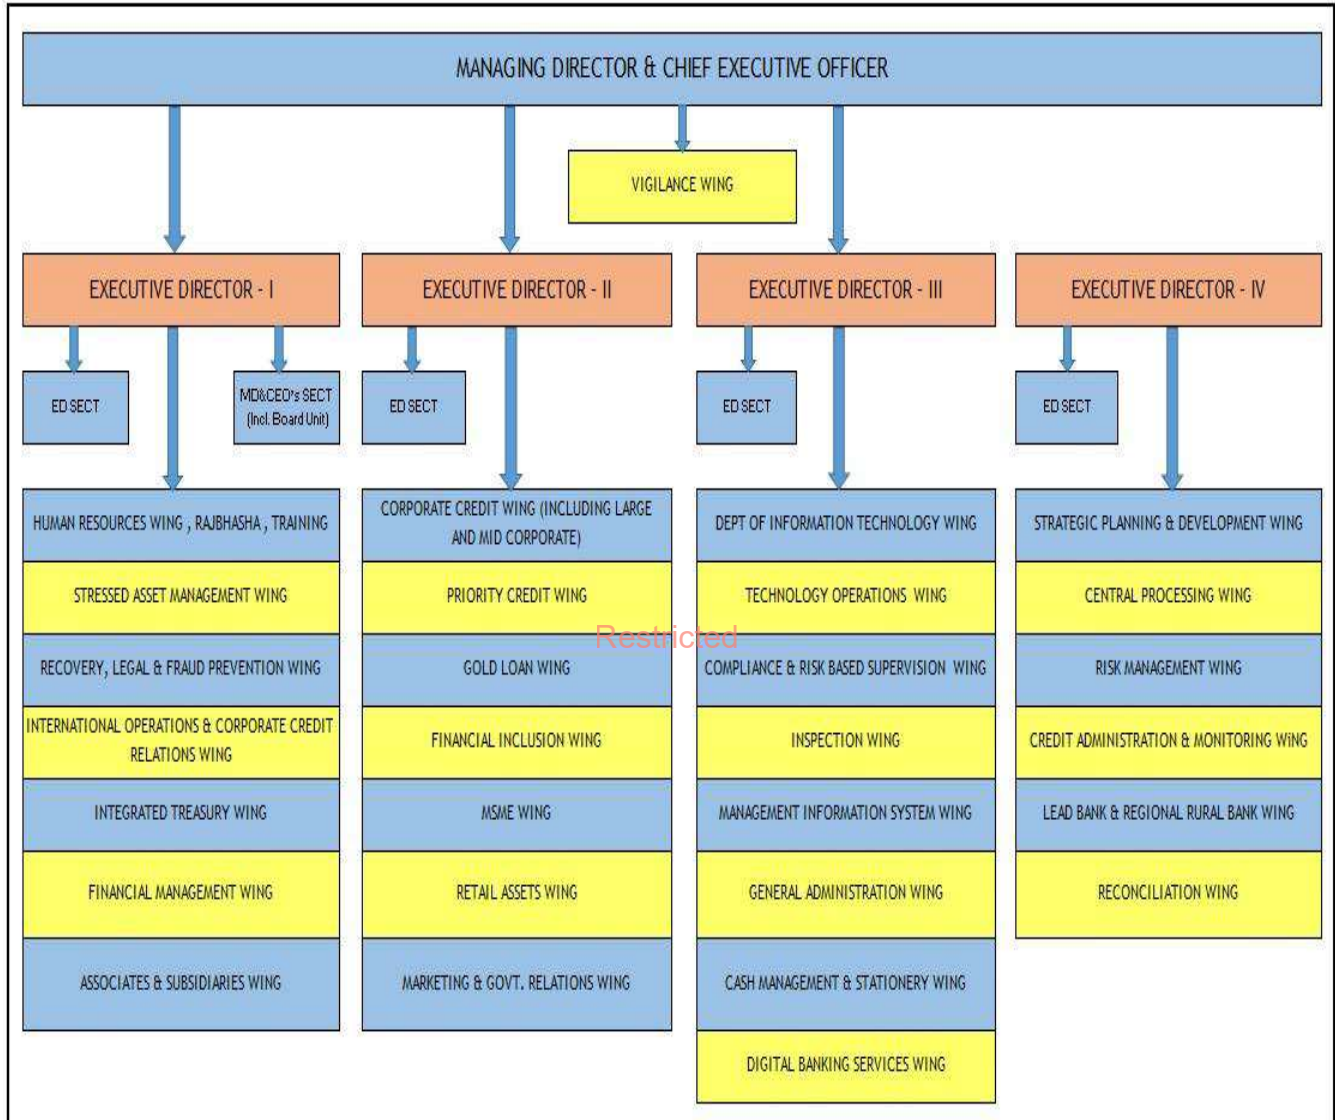 MANAGING DIRECTOR & CHIEF EXECUTIVE OFFICER
VIGILANCE WING
EXECUTIVE DIRECTOR - I
EXECUTIVE DIRECTOR - II
EXECUTIVE DIRECTOR - III
EXECUTIVE DIRECTOR - IV
ED SECT
MD&CEO's SECT
(Incl. Board Unit)
ED SECT
ED SECT
ED SECT
HUMAN RESOURCES WING , RAJBHASHA , TRAINING
STRESSED ASSET MANAGEMENT WING
RECOVERY, LEGAL & FRAUD PREVENTION WING
INTERNATIONAL OPERATIONS & CORPORATE CREDIT
RELATIONS WING
INTEGRATED TREASURY WING
FINANCIAL MANAGEMENT WING
ASSOCIATES & SUBSIDIARIES WING
CORPORATE CREDIT WING (INCLUDING LARGE
AND MID CORPORATE)
PRIORITY CREDIT WING
GOLD LOAN WING
FINANCIAL INCLUSION WING
MSME WING
RETAIL ASSETS WING
MARKETING & GOVT. RELATIONS WING
Restricted
DEPT OF INFORMATION TECHNOLOGY WING
TECHNOLOGY OPERATIONS WING
COMPLIANCE & RISK BASED SUPERVISION WING
INSPECTION WING
MANAGEMENT INFORMATION SYSTEM WING
GENERAL ADMINISTRATION WING
CASH MANAGEMENT & STATIONERY WING
DIGITAL BANKING SERVICES WING
STRATEGIC PLANNING & DEVELOPMENT WING
CENTRAL PROCESSING WING
RISK MANAGEMENT WING
CREDIT ADMINISTRATION & MONITORING WiNG
LEAD BANK & REGIONAL RURAL BANK WING
RECONCILIATION WING